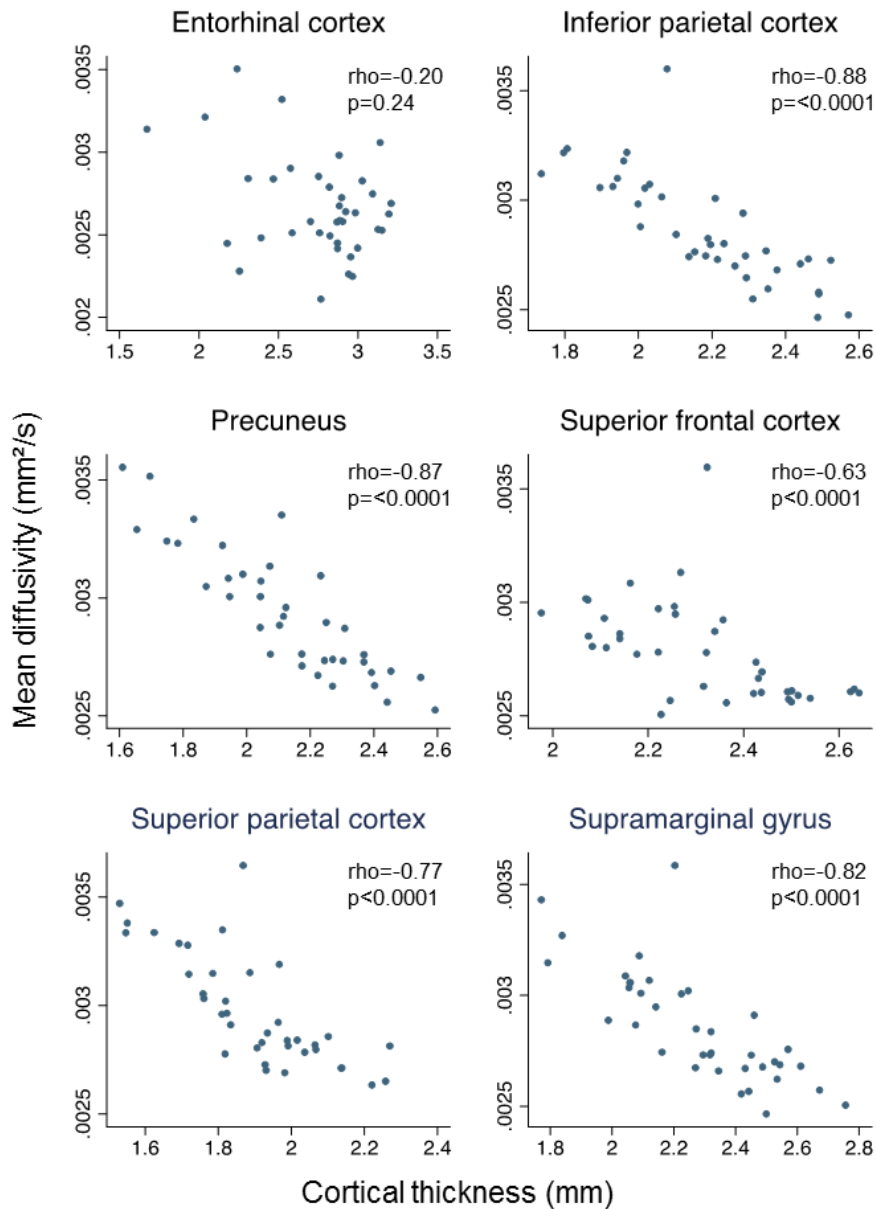 Entorhinal cortex
rho=-0.20
p=0.24
.0035
.003
.0025
.002
1.5 2 2.5 3 3.5
Inferior parietal cortex
rho=-0.88
p=<0.0001
.0035
.003
.0025
1.8 2 2.2 2.4 2.6
Mean diffusivity (mm²/s)
Precuneus
rho=-0.87
p=<0.0001
.0035
.003
.0025
1.6 1.8 2 2.2 2.4 2.6
Superior frontal cortex
rho=-0.63
p<0.0001
.0035
.003
.0025
2 2.2 2.4 2.6
Superior parietal cortex
rho=-0.77
p<0.0001
.0035
.003
.0025
1.6 1.8 2 2.2 2.4
Supramarginal gyrus
rho=-0.82
p<0.0001
.0035
.003
.0025
1.8 2 2.2 2.4 2.6 2.8
Cortical thickness (mm)